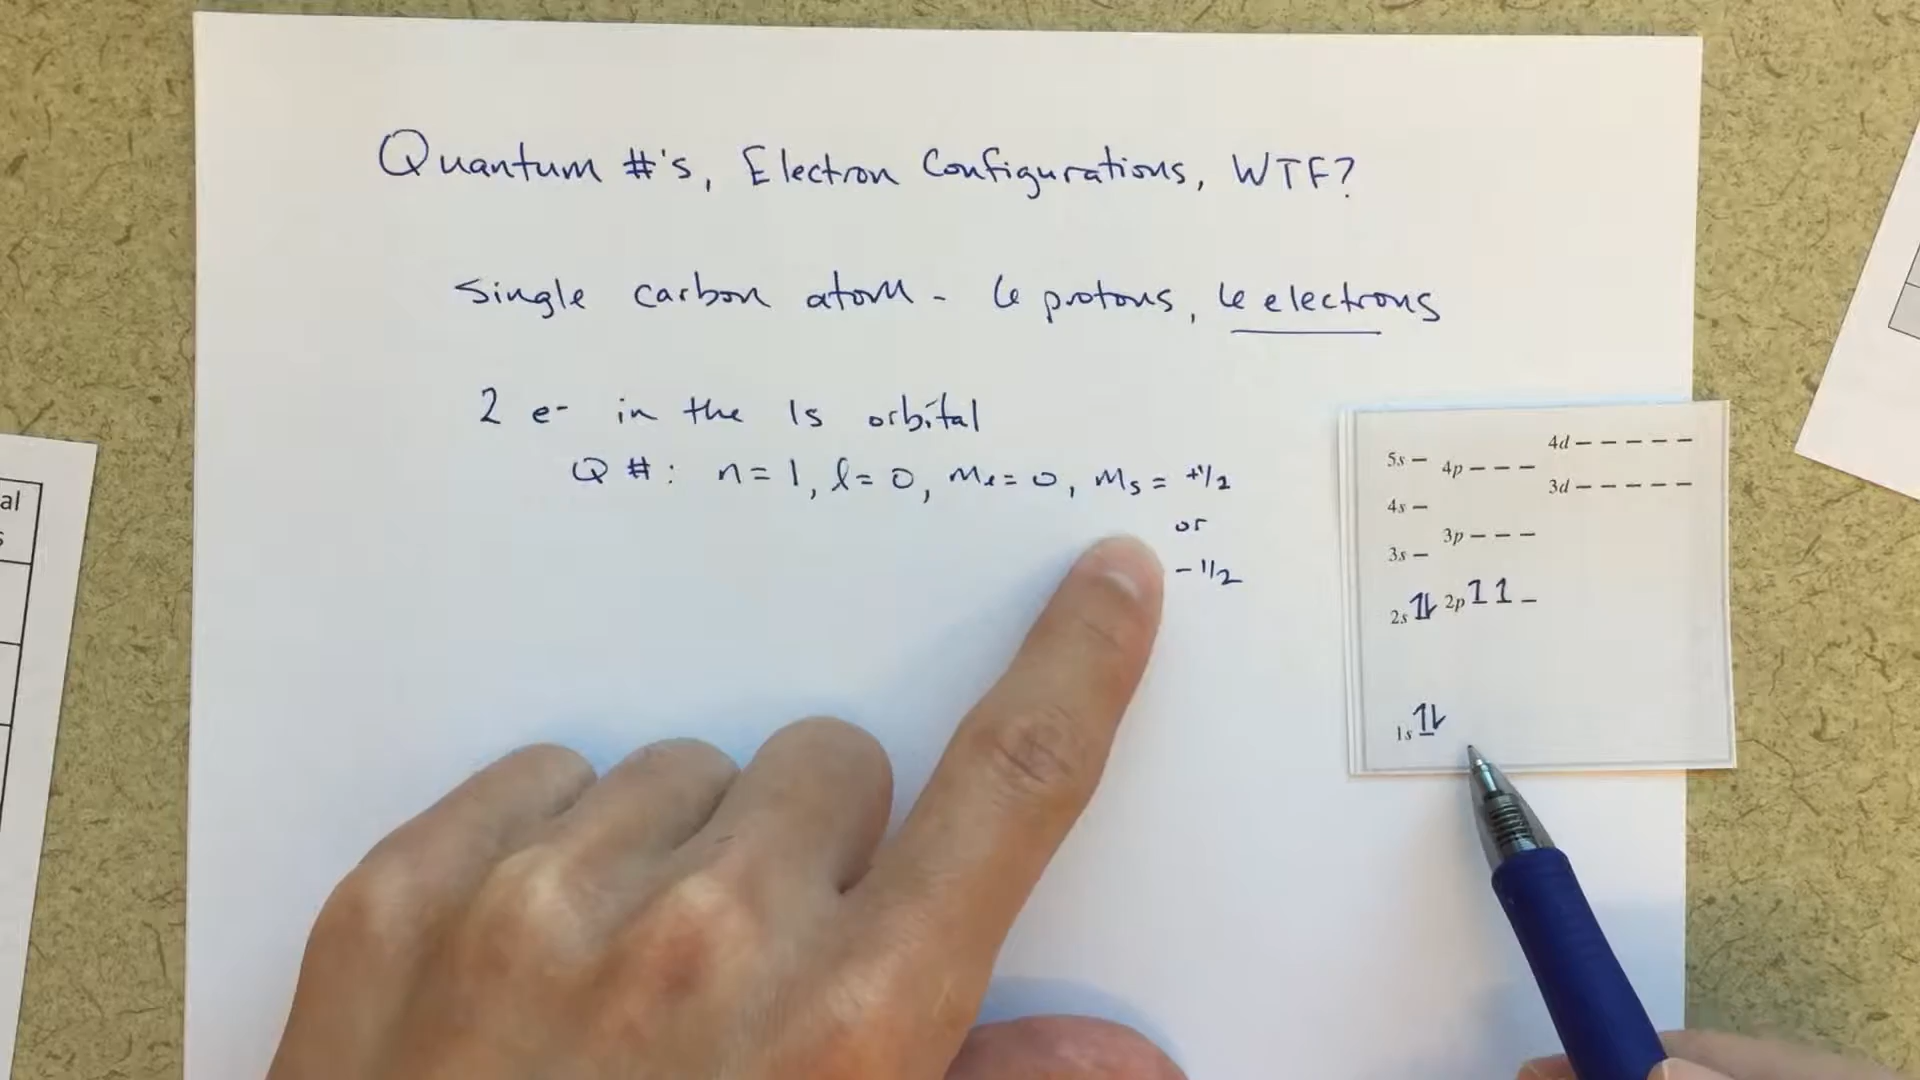 Quantum #'s, Electron Configurations, WTF?
Single carbon atom - 6 protons, 6 electrons
2 e- in the 1s orbital
Q #: n=1, l=0, ml=0, ms = +1/2
or
-1/2
4d _ _ _ _ _
5s _ 4p _ _ _
3d _ _ _ _ _
4s _
3p _ _ _
3s _
2s ↑↓ 2p ↑ ↑ _
1s ↑↓
al